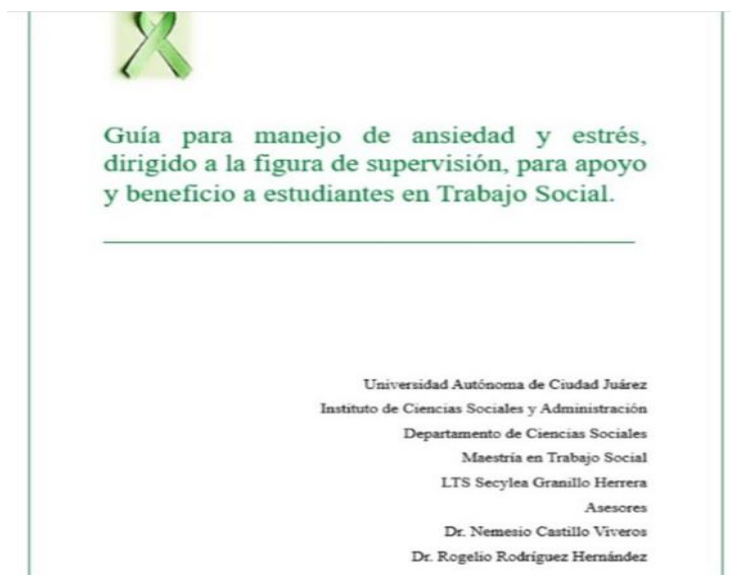 Guía para manejo de ansiedad y estrés,
dirigido a la figura de supervisión, para apoyo
y beneficio a estudiantes en Trabajo Social.
Universidad Autónoma de Ciudad Juárez
Instituto de Ciencias Sociales y Administración
Departamento de Ciencias Sociales
Maestría en Trabajo Social
LTS Secylea Granillo Herrera
Asesores
Dr. Nemesio Castillo Viveros
Dr. Rogelio Rodríguez Hernández